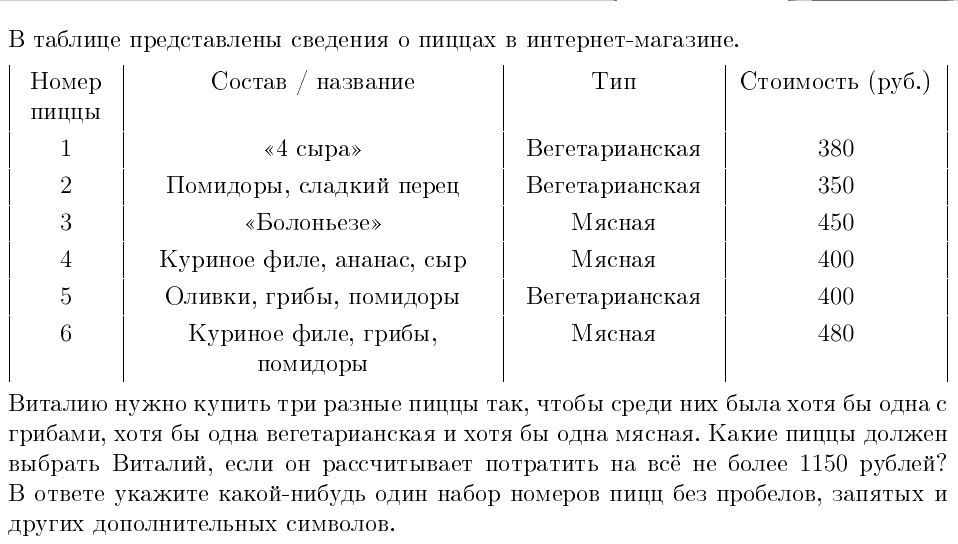 В таблице представлены сведения о пиццах в интернет-магазине.
Номер пиццы Состав / название Тип Стоимость (руб.)
1 «4 сыра» Вегетарианская 380
2 Помидоры, сладкий перец Вегетарианская 350
3 «Болоньезе» Мясная 450
4 Куриное филе, ананас, сыр Мясная 400
5 Оливки, грибы, помидоры Вегетарианская 400
6 Куриное филе, грибы, помидоры Мясная 480
Виталию нужно купить три разные пиццы так, чтобы среди них была хотя бы одна с
грибами, хотя бы одна вегетарианская и хотя бы одна мясная. Какие пиццы должен
выбрать Виталий, если он рассчитывает потратить на всё не более 1150 рублей?
В ответе укажите какой-нибудь один набор номеров пицц без пробелов, запятых и
других дополнительных символов.